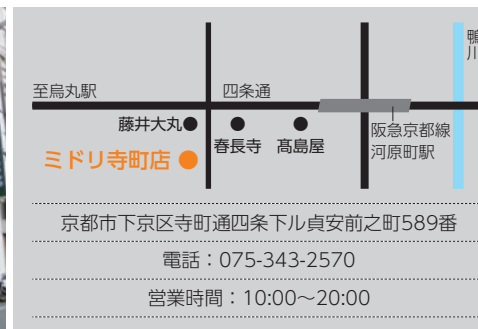 鴨川
至烏丸駅
四条通
藤井大丸
春長寺
髙島屋
阪急京都線
河原町駅
ミドリ寺町店
京都市下京区寺町通四条下ル貞安前之町589番
電話：075-343-2570
営業時間：10:00～20:00